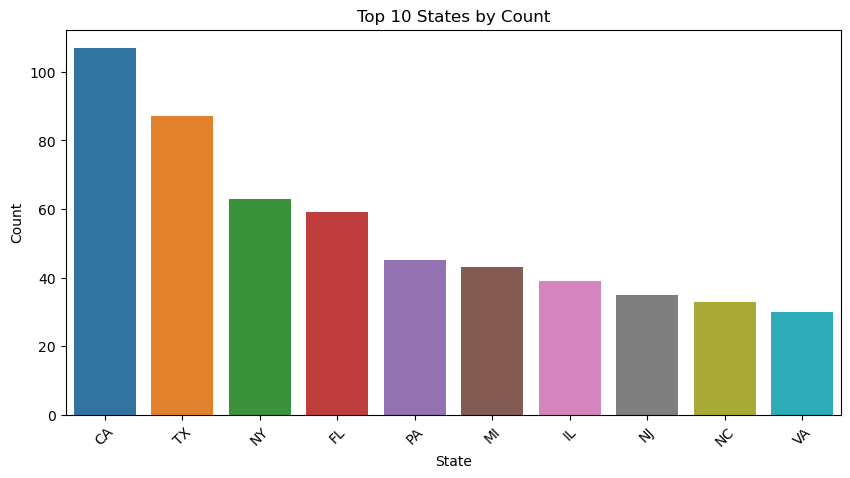 Top 10 States by Count
Count
100
80
60
40
20
0
CA TX NY FL PA MI IL NJ NC VA
State